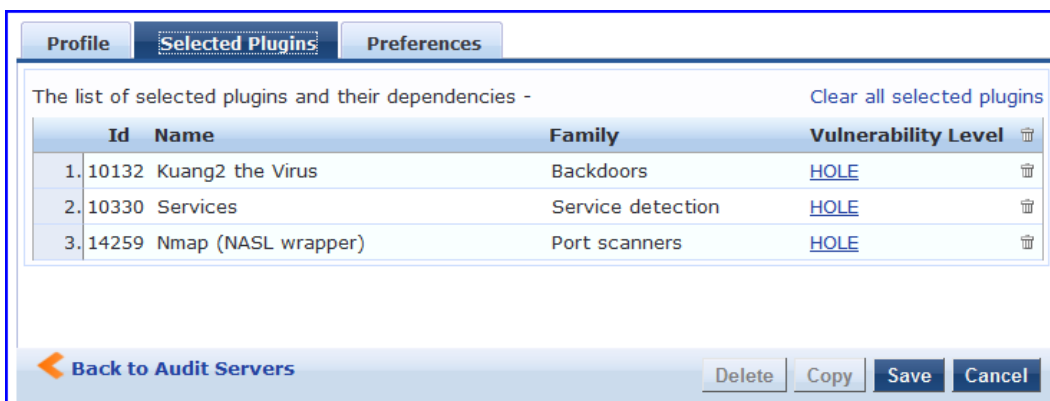 Profile Selected Plugins Preferences
The list of selected plugins and their dependencies - Clear all selected plugins
Id Name Family Vulnerability Level
1. 10132 Kuang2 the Virus Backdoors HOLE
2. 10330 Services Service detection HOLE
3. 14259 Nmap (NASL wrapper) Port scanners HOLE
Back to Audit Servers Delete Copy Save Cancel